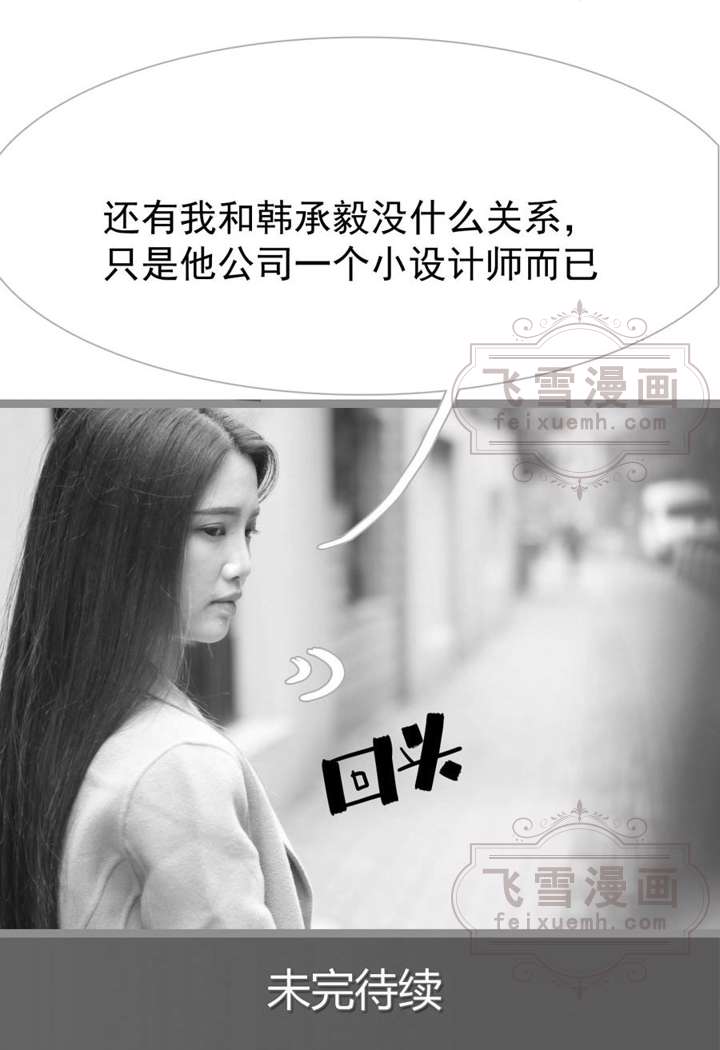 还有我和韩承毅没什么关系，
只是他公司一个小设计师而已
飞雪漫画
feixuemh.com
回头
飞雪漫画
feixuemh.com
未完待续